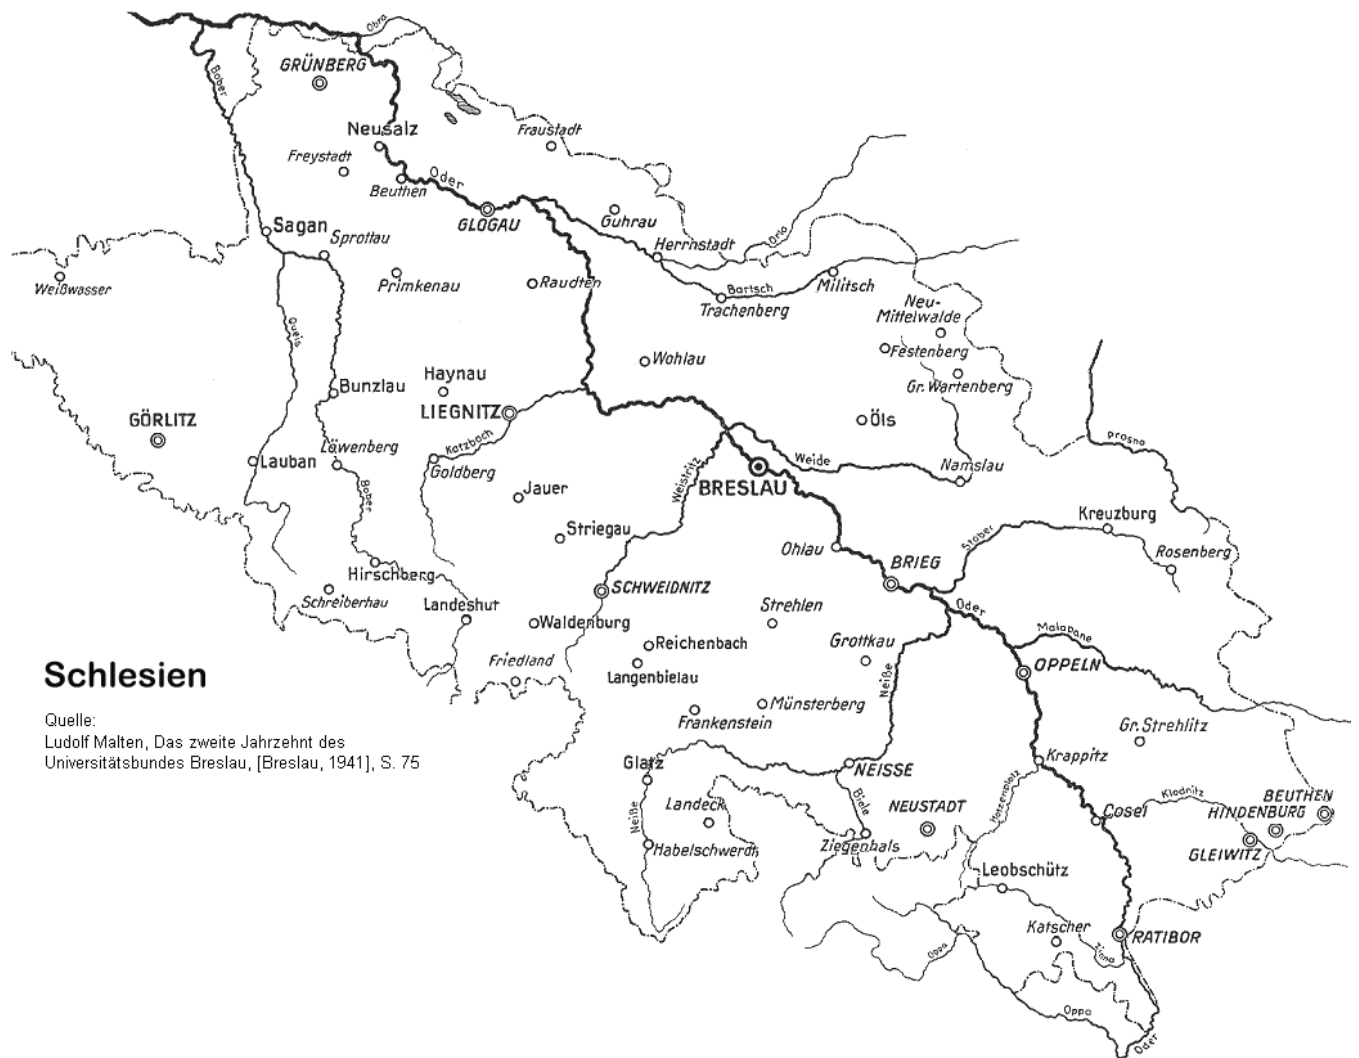 Obra
GRÜNBERG
Bober
Neusalz
Fraustadt
Freystadt
Beuthen
Oder
GLOGAU
Guhrau
Sagan
Sprottau
Herrnstadt
Orla
Weißwasser
Primkenau
Raudten
Bartsch
Militsch
Trachenberg
Neu-
Mittelwalde
Queis
Wohlau
Festenberg
Gr. Wartenberg
Bunzlau
Haynau
LIEGNITZ
GÖRLITZ
Öls
Prosna
Löwenberg
Katzbach
Goldberg
Lauban
Weistritz
Weide
Namslau
BRESLAU
Bober
Jauer
Striegau
Kreuzburg
Stober
Ohlau
Rosenberg
Hirschberg
BRIEG
Schreiberhau
SCHWEIDNITZ
Landeshut
Waldenburg
Strehlen
Oder
Grottkau
Malapane
Reichenbach
Langenbielau
Friedland
OPPELN
Neiße
Schlesien
Münsterberg
Frankenstein
Gr. Strehlitz
Quelle:
Ludolf Malten, Das zweite Jahrzehnt des
Universitätsbundes Breslau, [Breslau, 1941], S. 75
Krappitz
Glatz
NEISSE
Klodnitz
BEUTHEN
Hotzenplotz
Landeck
Neiße
Biele
NEUSTADT
Cosel
HINDENBURG
Habelschwerdt
Ziegenhals
GLEIWITZ
Leobschütz
Katscher
RATIBOR
Oppa
Zinna
Oppa
Oder